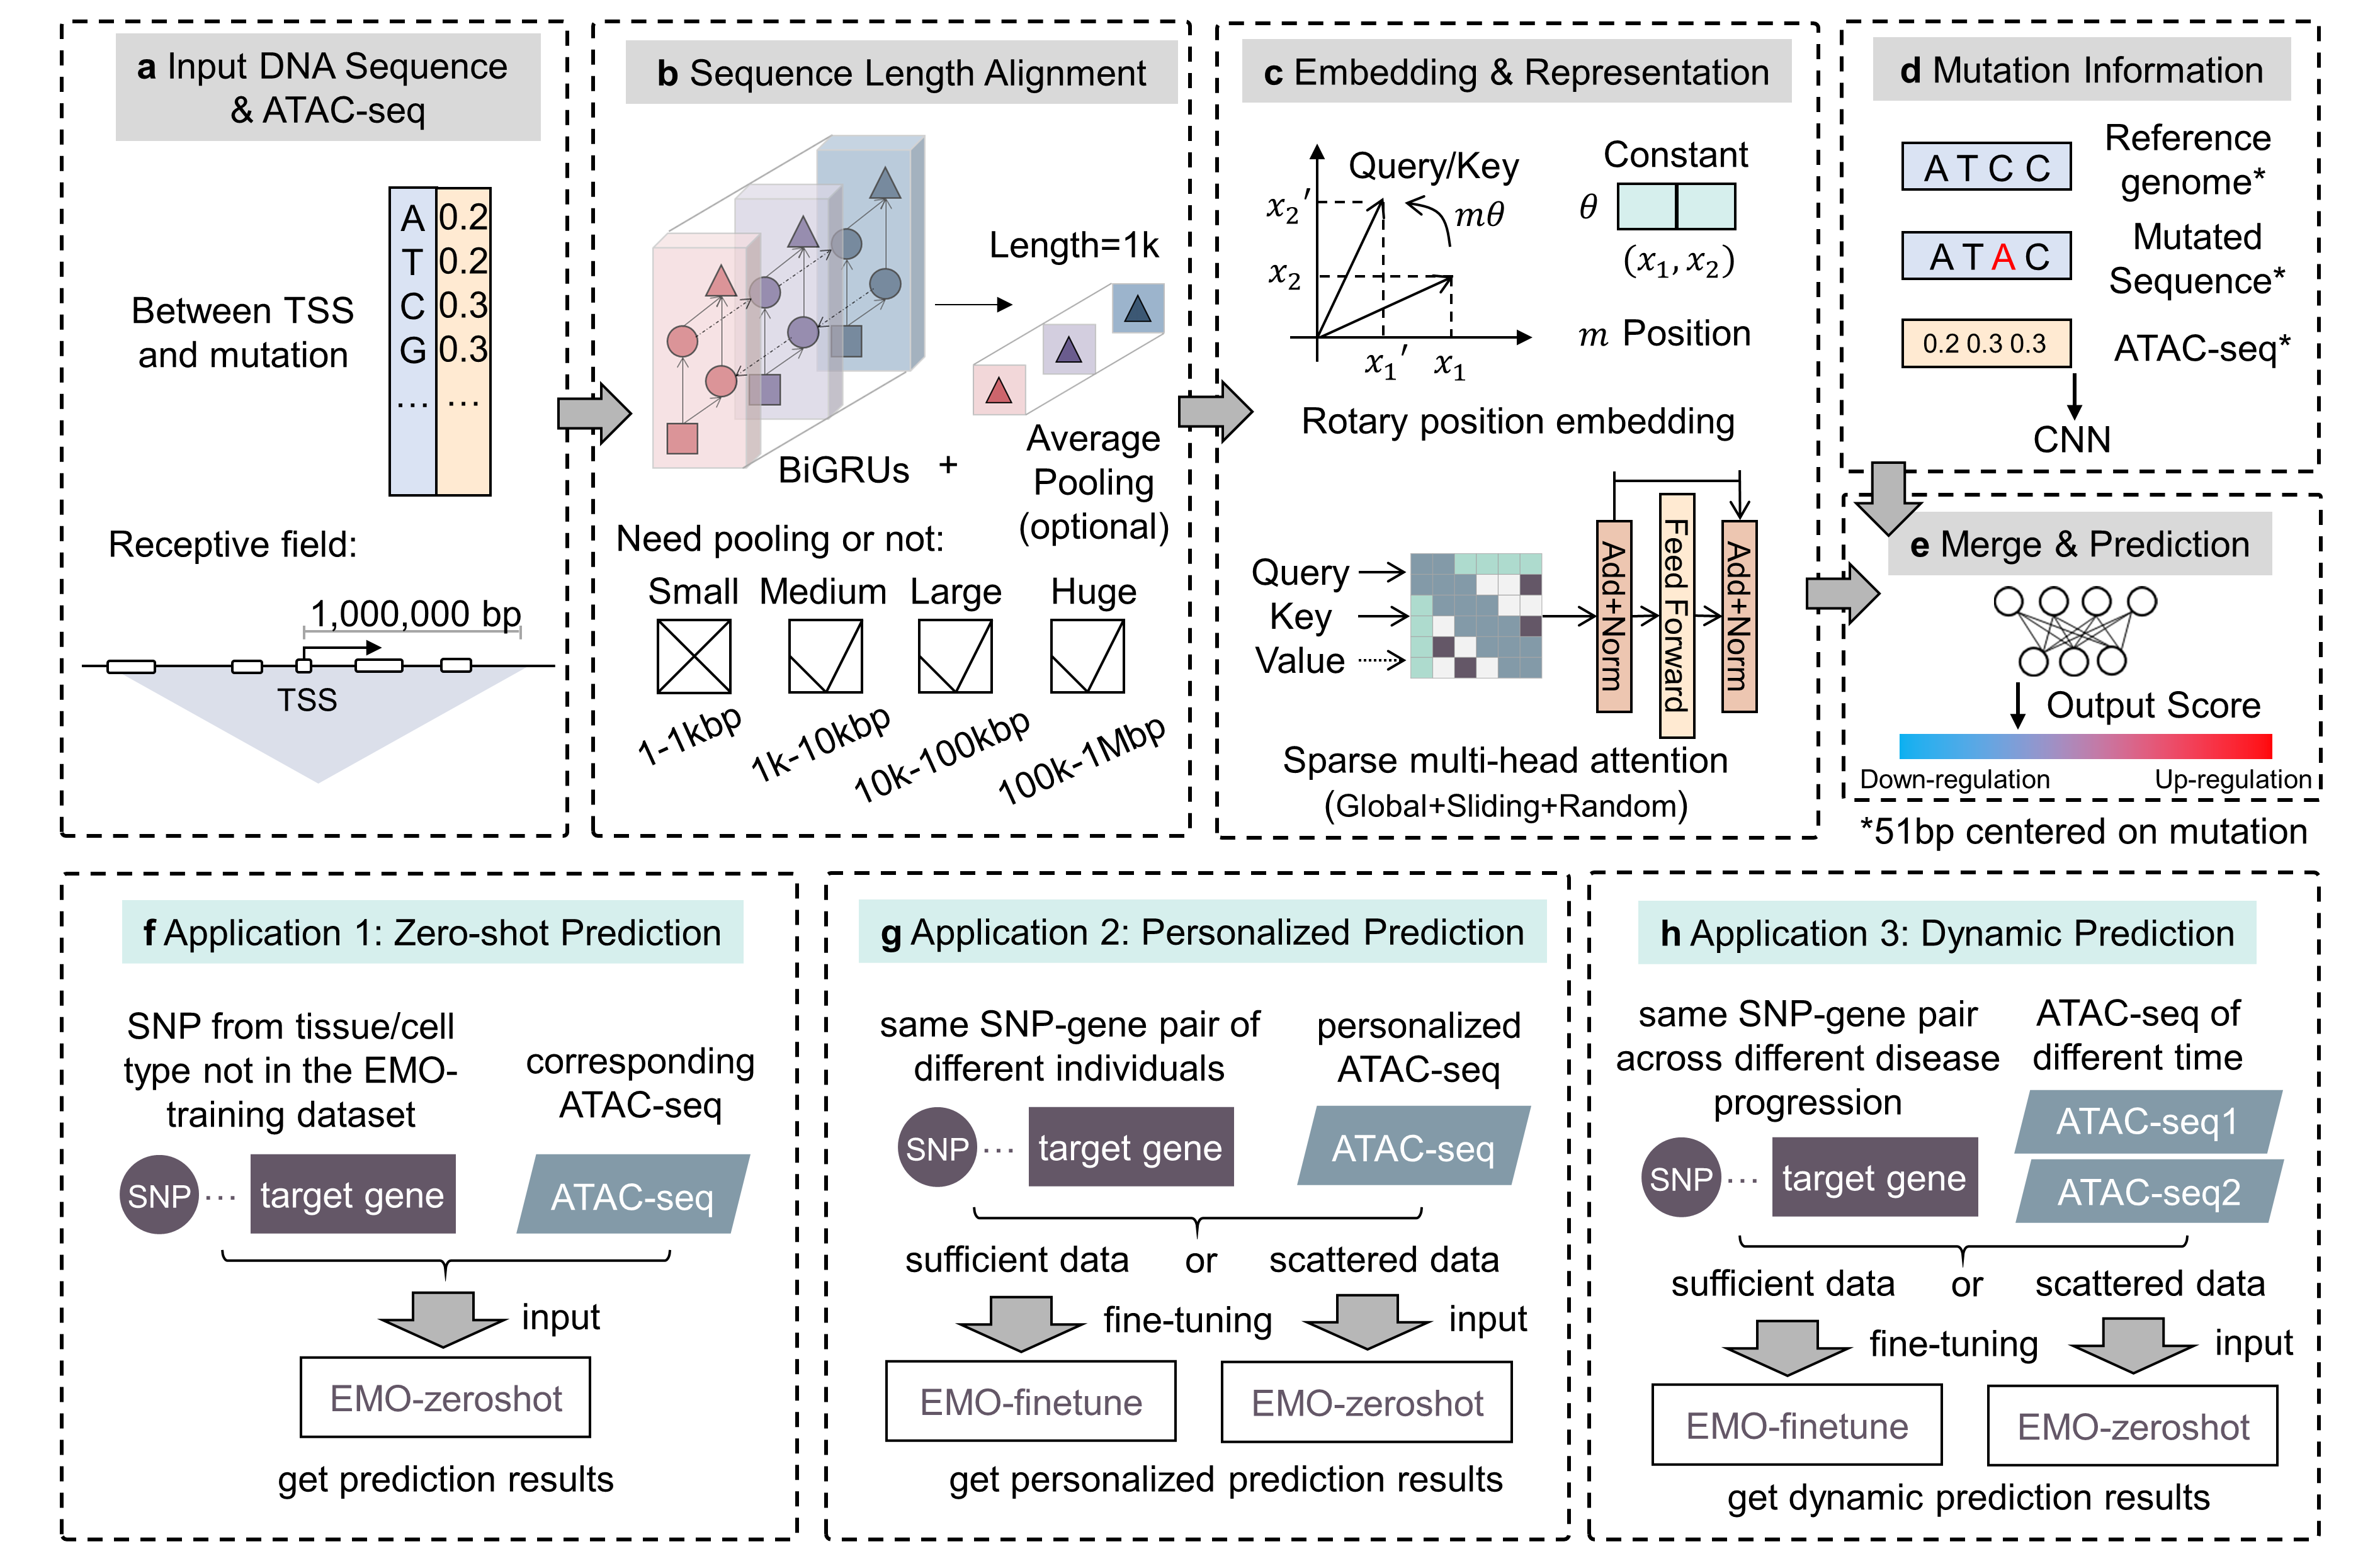 a Input DNA Sequence
& ATAC-seq
Between TSS
and mutation
A 0.2
T 0.2
C 0.3
G 0.3
... ...
Receptive field:
1,000,000 bp
TSS
b Sequence Length Alignment
Length=1k
BiGRUs +
Average
Pooling
(optional)
Need pooling or not:
Small Medium Large Huge
1-1kbp 1k-10kbp 10k-100kbp 100k-1Mbp
c Embedding & Representation
Query/Key
x₂′
mθ
x₂
x₁′ x₁
Constant
θ
(x₁, x₂)
m Position
Rotary position embedding
Query
Key
Value
Add+Norm
Feed Forward
Add+Norm
Sparse multi-head attention
(Global+Sliding+Random)
d Mutation Information
A T C C
Reference
genome*
A T A C
Mutated
Sequence*
0.2 0.3 0.3
ATAC-seq*
CNN
e Merge & Prediction
Output Score
Down-regulation Up-regulation
*51bp centered on mutation
f Application 1: Zero-shot Prediction
SNP from tissue/cell
type not in the EMO-
training dataset
corresponding
ATAC-seq
SNP ... target gene
ATAC-seq
input
EMO-zeroshot
get prediction results
g Application 2: Personalized Prediction
same SNP-gene pair of
different individuals
personalized
ATAC-seq
SNP ... target gene
ATAC-seq
sufficient data or scattered data
fine-tuning input
EMO-finetune EMO-zeroshot
get personalized prediction results
h Application 3: Dynamic Prediction
same SNP-gene pair
across different disease
progression
ATAC-seq of
different time
SNP ... target gene
ATAC-seq1
ATAC-seq2
sufficient data or scattered data
fine-tuning input
EMO-finetune EMO-zeroshot
get dynamic prediction results